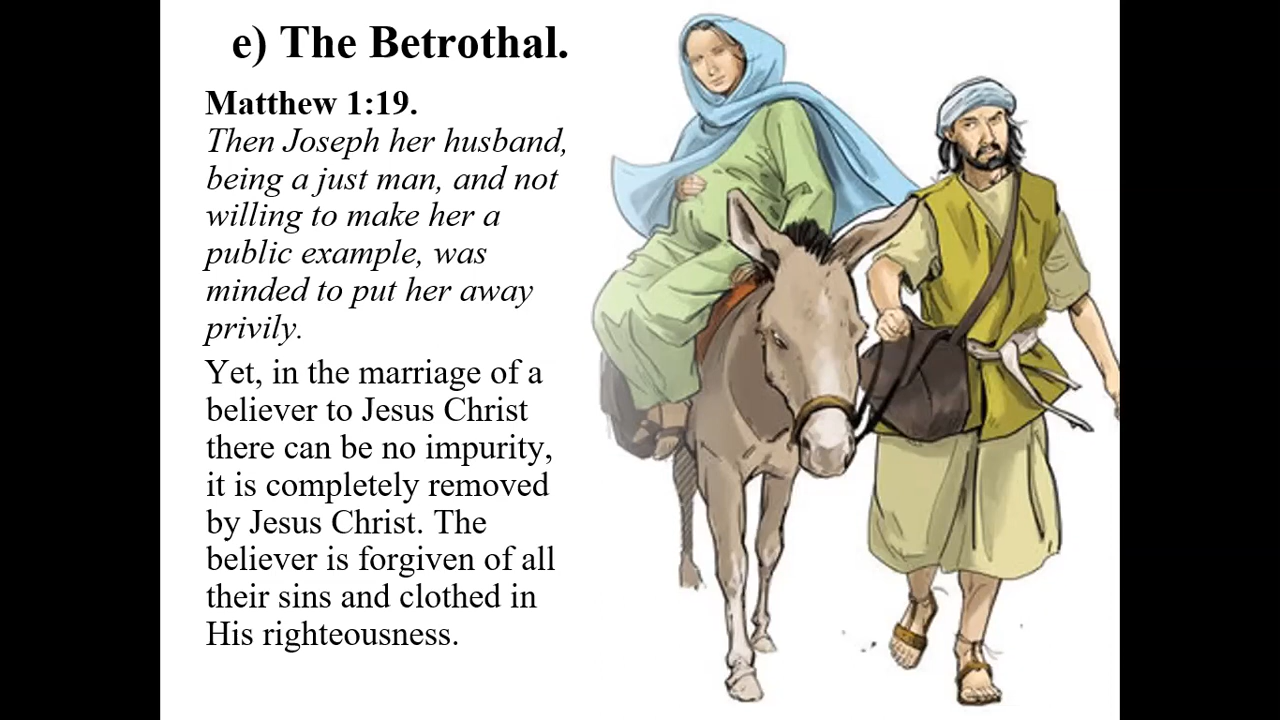 e) The Betrothal.
Matthew 1:19.
Then Joseph her husband,
being a just man, and not
willing to make her a
public example, was
minded to put her away
privily.
Yet, in the marriage of a
believer to Jesus Christ
there can be no impurity,
it is completely removed
by Jesus Christ. The
believer is forgiven of all
their sins and clothed in
His righteousness.